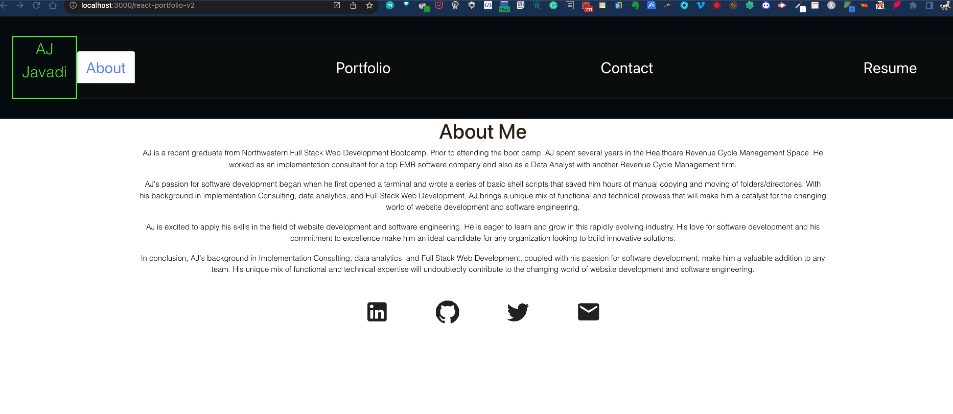 localhost:3000/react-portfolio-v2
AJ
Javadi
About
Portfolio
Contact
Resume
About Me
AJ is a recent graduate from Northwestern Full Stack Web Development Bootcamp. Prior to attending the boot camp, AJ spent several years in the Healthcare Revenue Cycle Management Space. He
worked as an implementation consultant for a top EMR software company and also as a Data Analyst with another Revenue Cycle Management firm.
AJ's passion for software development began when he first opened a terminal and wrote a series of basic shell scripts that saved him hours of manual copying and moving of folders/directories. With
his background in Implementation Consulting, data analytics, and Full Stack Web Development, AJ brings a unique mix of functional and technical prowess that will make him a catalyst for the changing
world of website development and software engineering.
AJ is excited to apply his skills in the field of website development and software engineering. He is eager to learn and grow in this rapidly evolving industry. His love for software development and his
commitment to excellence make him an ideal candidate for any organization looking to build innovative solutions.
In conclusion, AJ's background in Implementation Consulting, data analytics, and Full Stack Web Development, coupled with his passion for software development, make him a valuable addition to any
team. His unique mix of functional and technical expertise will undoubtedly contribute to the changing world of website development and software engineering.